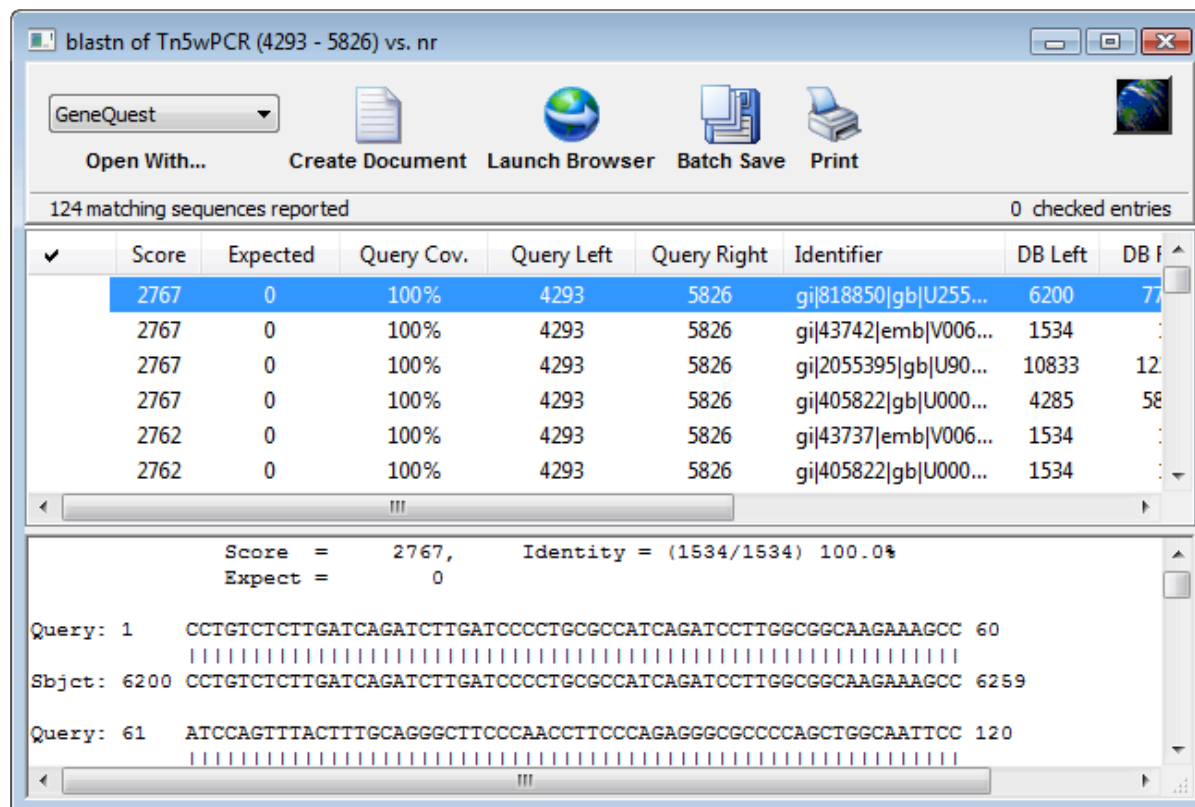 blastn of Tn5wPCR (4293 - 5826) vs. nr
GeneQuest
Open With... Create Document Launch Browser Batch Save Print
124 matching sequences reported 0 checked entries
✔ Score Expected Query Cov. Query Left Query Right Identifier DB Left DB
2767 0 100% 4293 5826 gi|818850|gb|U255... 6200 77
2767 0 100% 4293 5826 gi|43742|emb|V006... 1534
2767 0 100% 4293 5826 gi|2055395|gb|U90... 10833 12
2767 0 100% 4293 5826 gi|405822|gb|U000... 4285 58
2762 0 100% 4293 5826 gi|43737|emb|V006... 1534
2762 0 100% 4293 5826 gi|405822|gb|U000... 1534
Score = 2767, Identity = (1534/1534) 100.0%
Expect = 0
Query: 1 CCTGTCTCTTGATCAGATCTTGATCCCCTGCGCCATCAGATCCTTGGCGGCAAGAAAGCC 60
||||||||||||||||||||||||||||||||||||||||||||||||||||||||||||
Sbjct: 6200 CCTGTCTCTTGATCAGATCTTGATCCCCTGCGCCATCAGATCCTTGGCGGCAAGAAAGCC 6259
Query: 61 ATCCAGTTTACTTTGCAGGGCTTCCCAACCTTCCCAGAGGGCGCCCCAGCTGGCAATTCC 120
||||||||||||||||||||||||||||||||||||||||||||||||||||||||||||